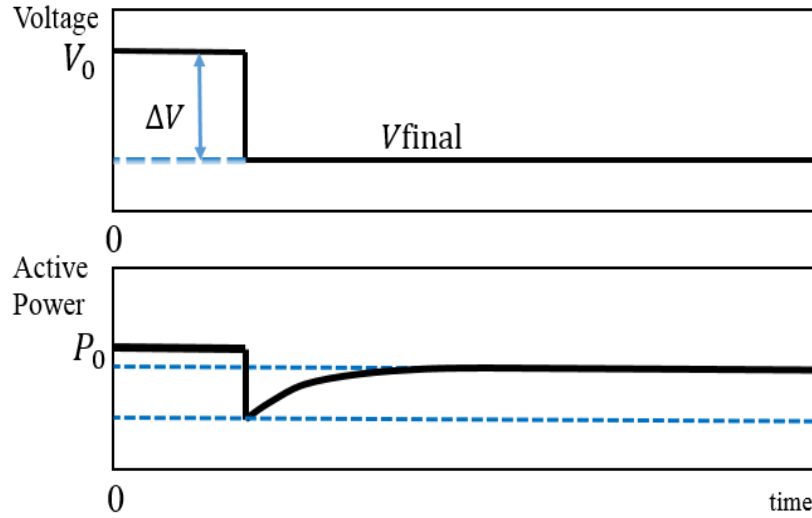 Voltage
V₀
ΔV
Vfinal
0
Active
Power
P₀
0
time